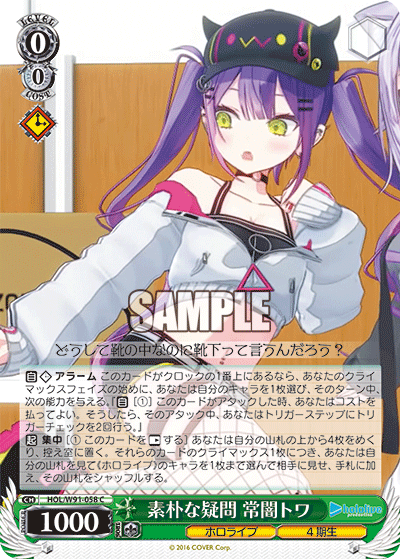 LEVEL
0
0
COST
SAMPLE
どうして靴の中なのに靴下って言うんだろう?
【自】 アラーム このカードがクロックの1番上にあるなら、あなたのクライ
マックスフェイズの始めに、あなたは自分のキャラを1枚選び、そのターン中、
次の能力を与える。『【自】[①] このカードがアタックした時、あなたはコストを
払ってよい。そうしたら、そのアタック中、あなたはトリガーステップにトリ
ガーチェックを2回行う。』
【起】 集中 [① このカードをレストする] あなたは自分の山札の上から4枚をめく
り、控え室に置く。それらのカードのクライマックス1枚につき、あなたは自
分の山札を見て《ホロライブ》のキャラを1枚まで選んで相手に見せ、手札に加
え、その山札をシャッフルする。
CH HOL/W91-058 C
1000
素朴な疑問 常闇トワ
hololive
ホロライブ
4期生
© 2016 COVER Corp.